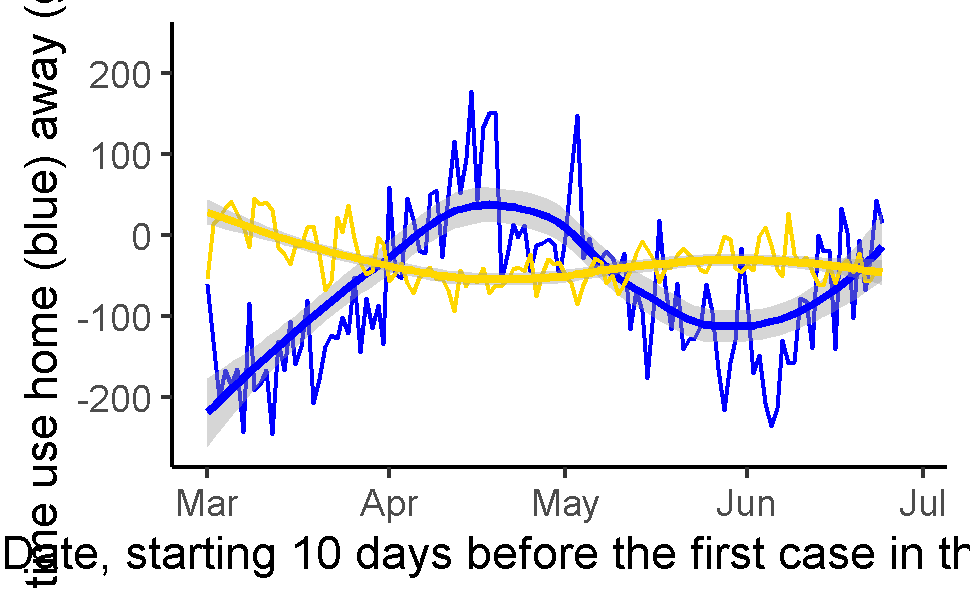 time use home (blue) away (
200
100
0
-100
-200
Mar Apr May Jun Jul
Date, starting 10 days before the first case in th